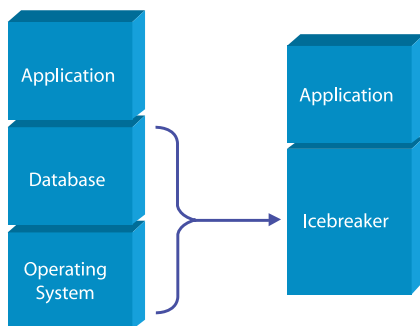 Application
Database
Operating
System
Application
Icebreaker